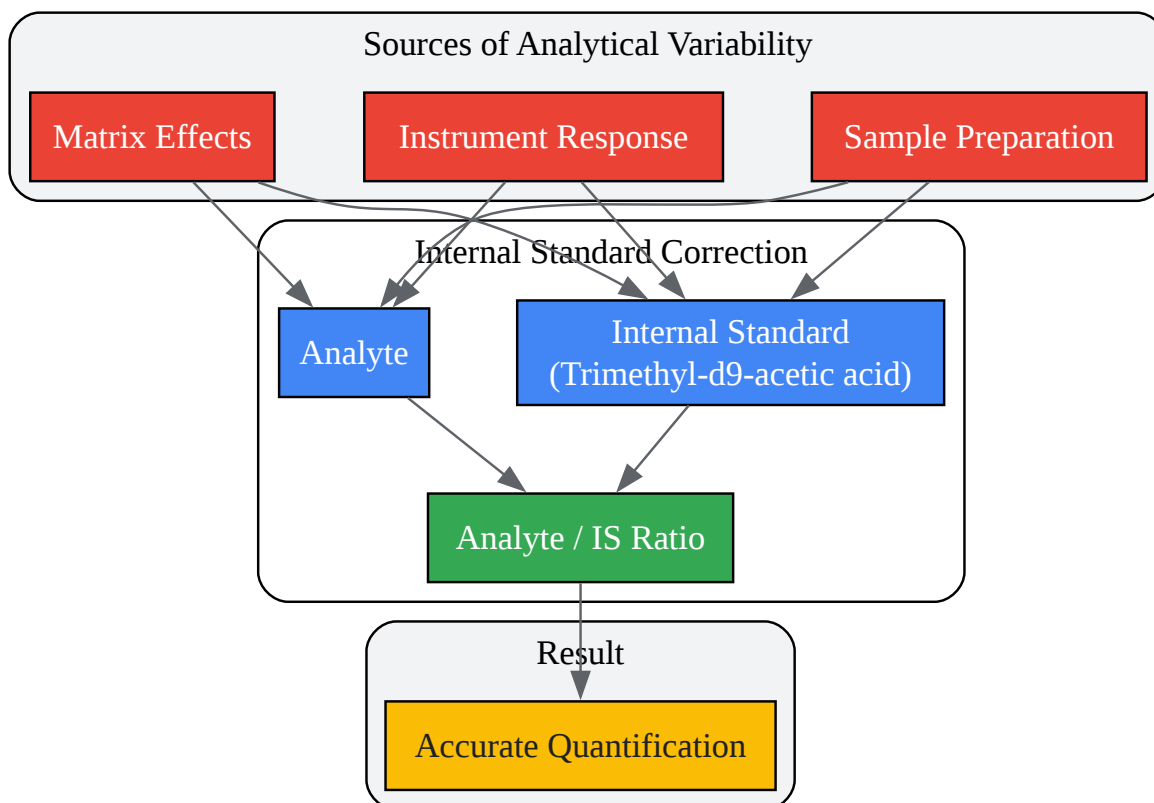 Sources of Analytical Variability
Matrix Effects
Instrument Response
Sample Preparation
Internal Standard Correction
Analyte
Internal Standard
(Trimethyl-d9-acetic acid)
Analyte / IS Ratio
Result
Accurate Quantification